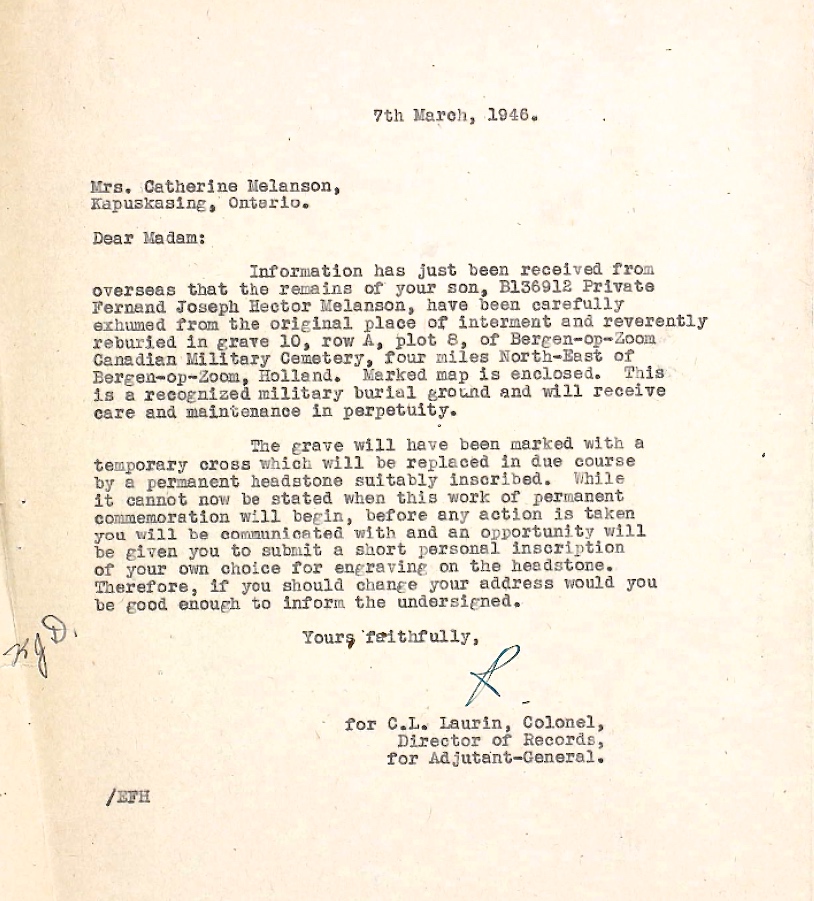 7th March, 1946.
Mrs. Catherine Melanson,
Kapuskasing, Ontario.
Dear Madam:
Information has just been received from
overseas that the remains of your son, B136912 Private
Fernand Joseph Hector Melanson, have been carefully
exhumed from the original place of interment and reverently
reburied in grave 10, row A, plot 8, of Bergen-op-Zoom
Canadian Military Cemetery, four miles North-East of
Bergen-op-Zoom, Holland. Marked map is enclosed. This
is a recognized military burial ground and will receive
care and maintenance in perpetuity.
The grave will have been marked with a
temporary cross which will be replaced in due course
by a permanent headstone suitably inscribed. While
it cannot now be stated when this work of permanent
commemoration will begin, before any action is taken
you will be communicated with and an opportunity will
be given you to submit a short personal inscription
of your own choice for engraving on the headstone.
Therefore, if you should change your address would you
be good enough to inform the undersigned.
Yours faithfully,
for C.L. Laurin, Colonel,
Director of Records,
for Adjutant-General.
/EFH